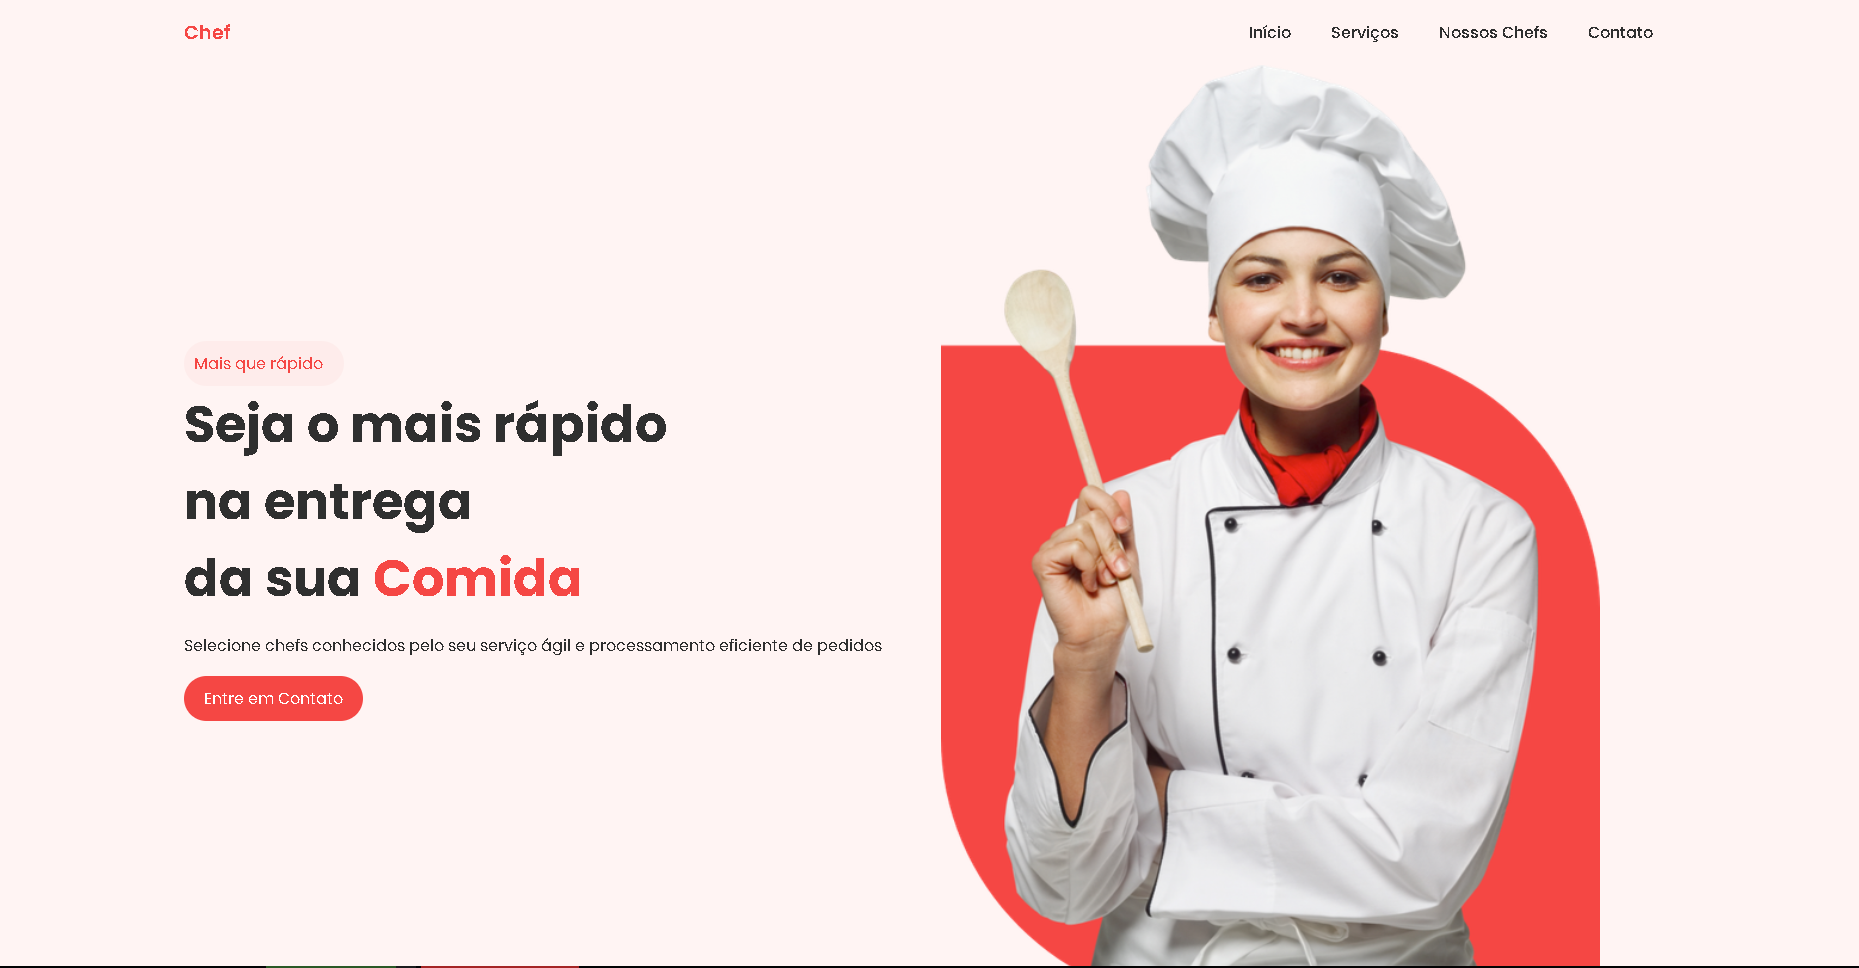 Chef
Início
Serviços
Nossos Chefs
Contato
Mais que rápido
Seja o mais rápido
na entrega
da sua Comida
Selecione chefs conhecidos pelo seu serviço ágil e processamento eficiente de pedidos
Entre em Contato